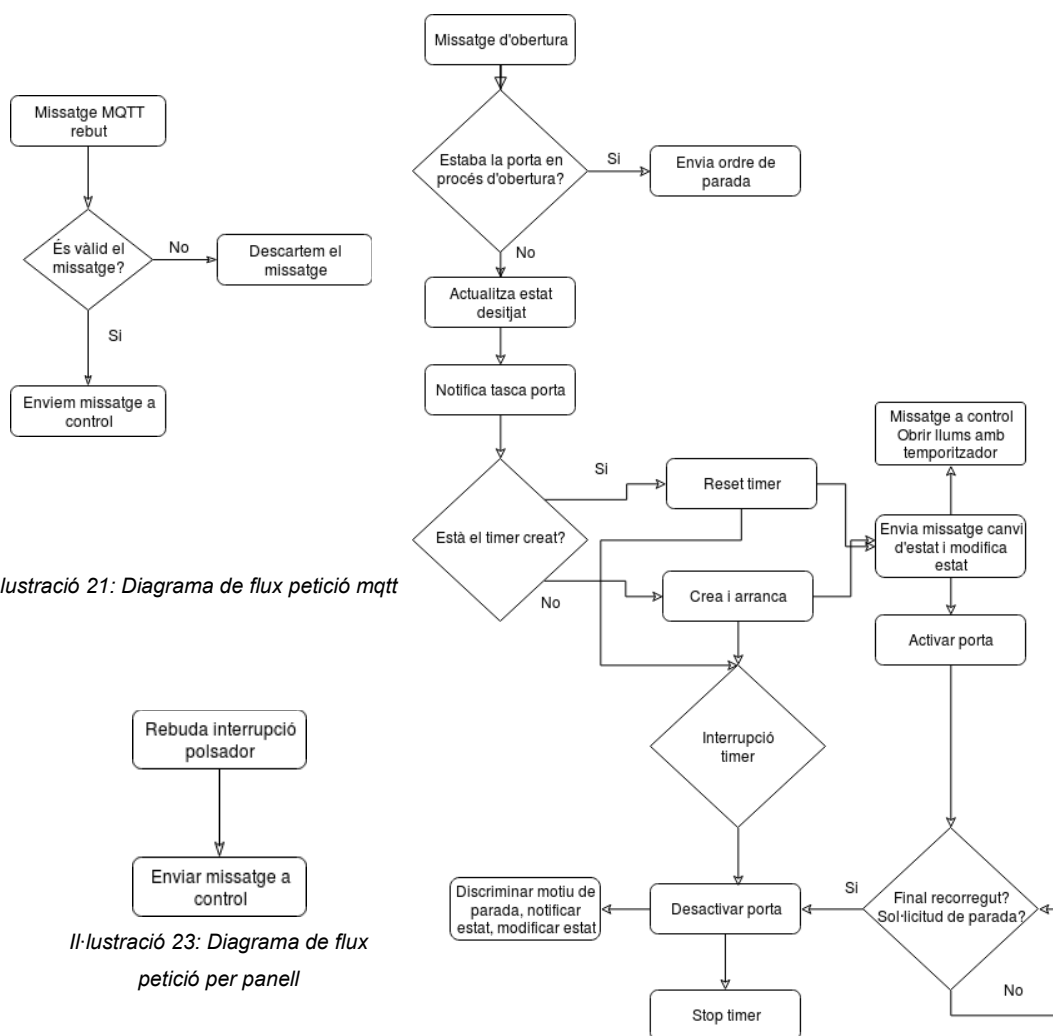 Missatge MQTT
rebut
És vàlid el
missatge?
No
Descartem el
missatge
Si
Enviem missatge a
control
lustració 21: Diagrama de flux petició mqtt
Rebuda interrupció
polsador
Enviar missatge a
control
Il·lustració 23: Diagrama de flux
petició per panell
Missatge d'obertura
Estaba la porta en
procés d'obertura?
Si
Envia ordre de
parada
No
Actualitza estat
desitjat
Notifica tasca porta
Està el timer creat?
Si
Reset timer
No
Crea i arranca
Missatge a control
Obrir llums amb
temporitzador
Envia missatge canvi
d'estat i modifica
estat
Activar porta
Interrupció
timer
Final recorregut?
Sol·licitud de parada?
Si
No
Desactivar porta
Discriminar motiu de
parada, notificar
estat, modificar estat
Stop timer